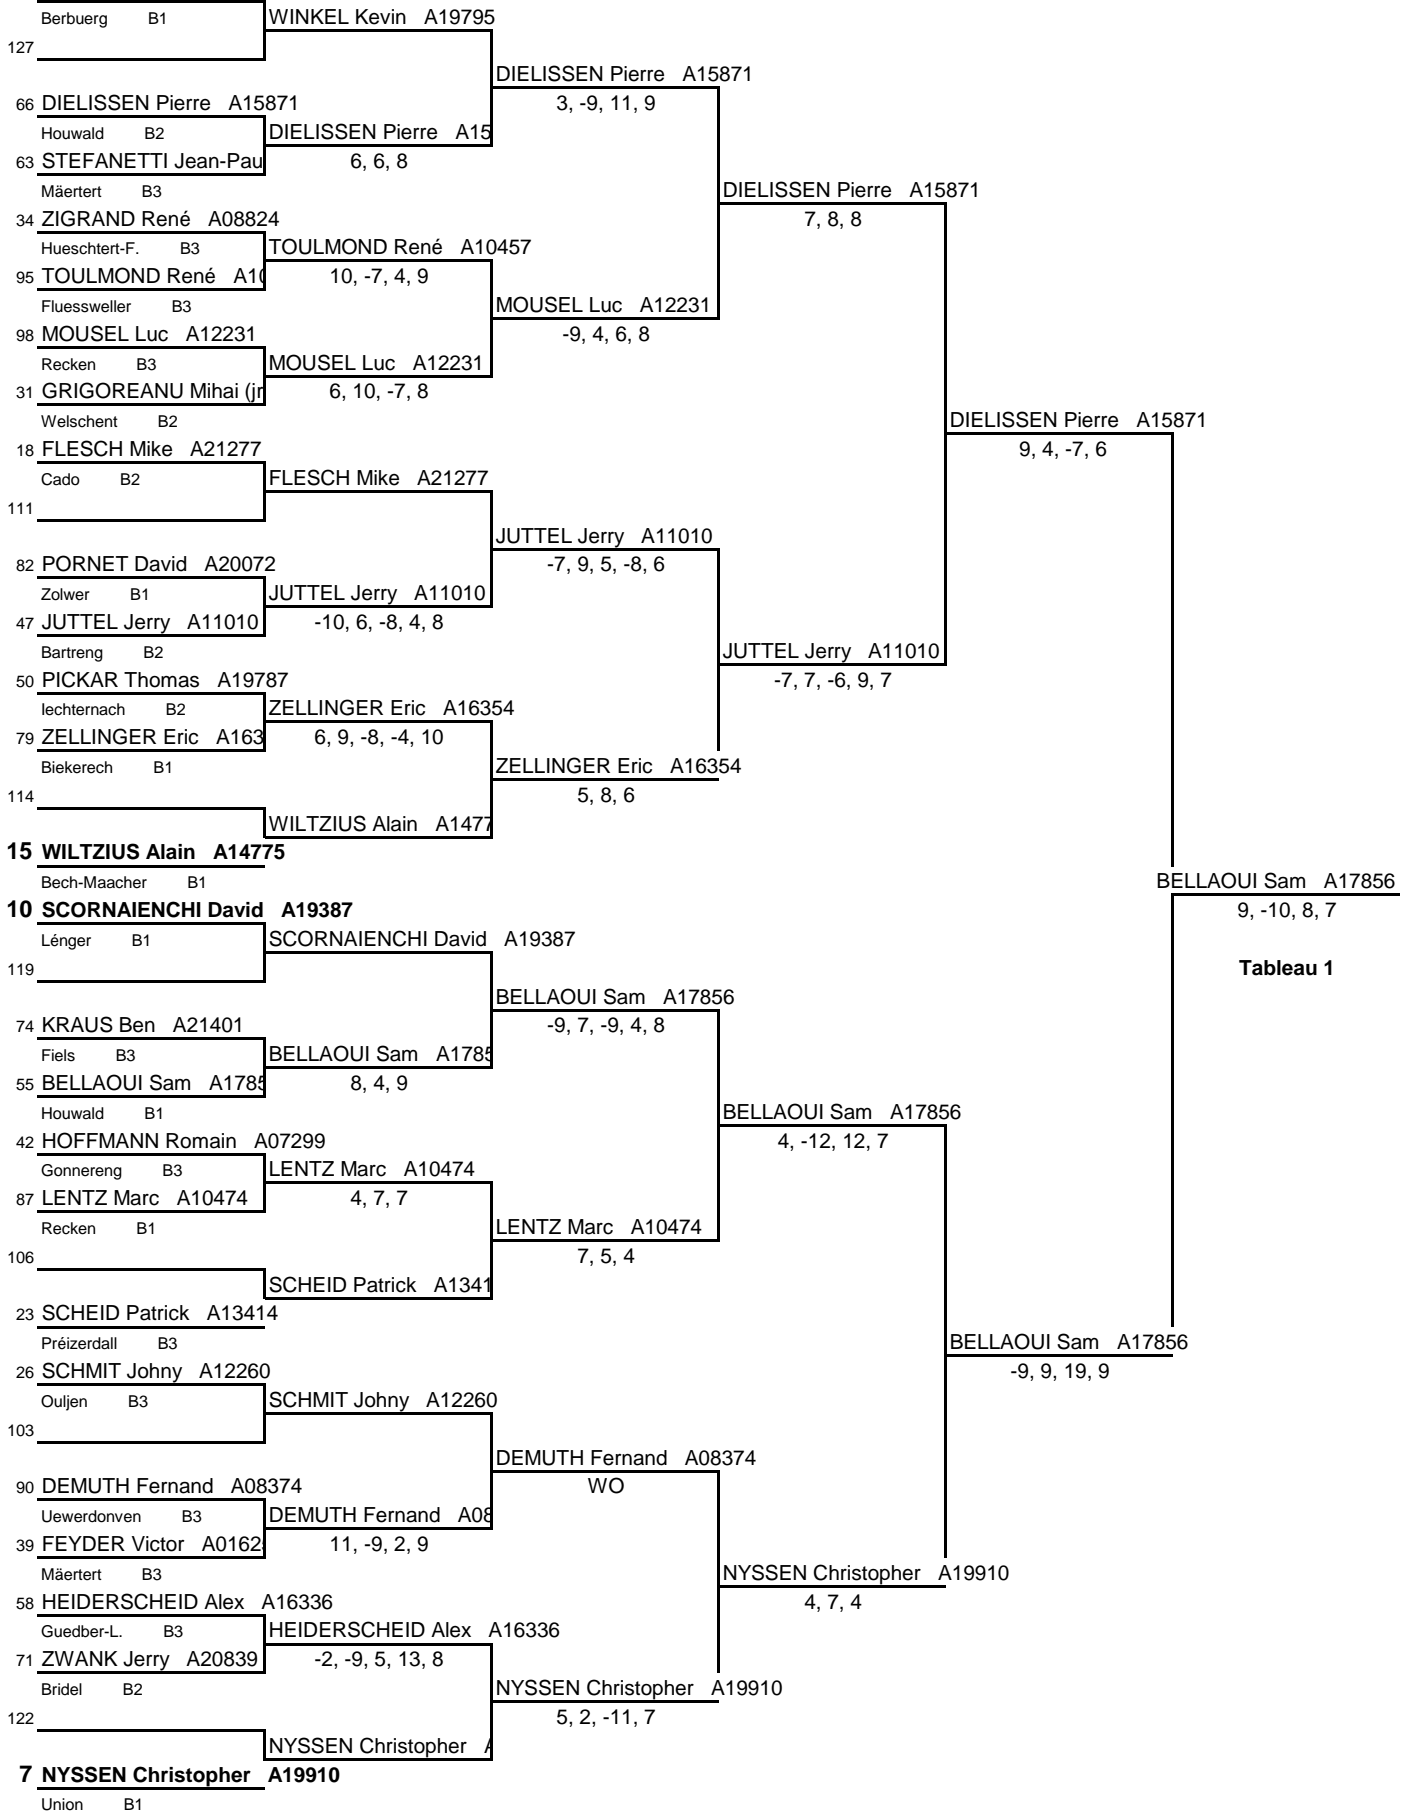 Berbuerg B1 WINKEL Kevin A19795
127
DIELISSEN Pierre A15871
66 DIELISSEN Pierre A15871 3, -9, 11, 9
Houwald B2 DIELISSEN Pierre A15
63 STEFANETTI Jean-Pau 6, 6, 8
Mäertert B3 DIELISSEN Pierre A15871
34 ZIGRAND René A08824 7, 8, 8
Hueschtert-F. B3 TOULMOND René A10457
95 TOULMOND René A10 10, -7, 4, 9
Fluessweller B3 MOUSEL Luc A12231
98 MOUSEL Luc A12231 -9, 4, 6, 8
Recken B3 MOUSEL Luc A12231
31 GRIGOREANU Mihai (jr 6, 10, -7, 8
Welschent B2 DIELISSEN Pierre A15871
18 FLESCH Mike A21277 9, 4, -7, 6
Cado B2 FLESCH Mike A21277
111
JUTTEL Jerry A11010
82 PORNET David A20072 -7, 9, 5, -8, 6
Zolwer B1 JUTTEL Jerry A11010
47 JUTTEL Jerry A11010 -10, 6, -8, 4, 8
Bartreng B2 JUTTEL Jerry A11010
50 PICKAR Thomas A19787 -7, 7, -6, 9, 7
Iechternach B2 ZELLINGER Eric A16354
79 ZELLINGER Eric A163 6, 9, -8, -4, 10
Biekerech B1 ZELLINGER Eric A16354
114 5, 8, 6
WILTZIUS Alain A1477
15 WILTZIUS Alain A14775
Bech-Maacher B1 BELLAOUI Sam A17856
10 SCORNAIENCHI David A19387 9, -10, 8, 7
Lénger B1 SCORNAIENCHI David A19387
119 Tableau 1
BELLAOUI Sam A17856
74 KRAUS Ben A21401 -9, 7, -9, 4, 8
Fiels B3 BELLAOUI Sam A1785
55 BELLAOUI Sam A1785 8, 4, 9
Houwald B1 BELLAOUI Sam A17856
42 HOFFMANN Romain A07299 4, -12, 12, 7
Gonnereng B3 LENTZ Marc A10474
87 LENTZ Marc A10474 4, 7, 7
Recken B1 LENTZ Marc A10474
106 7, 5, 4
SCHEID Patrick A1341
23 SCHEID Patrick A13414
Préizerdall B3 BELLAOUI Sam A17856
26 SCHMIT Johny A12260 -9, 9, 19, 9
Ouljen B3 SCHMIT Johny A12260
103
DEMUTH Fernand A08374
90 DEMUTH Fernand A08374 WO
Uewerdonven B3 DEMUTH Fernand A08
39 FEYDER Victor A0162 11, -9, 2, 9
Mäertert B3 NYSSEN Christopher A19910
58 HEIDERSCHEID Alex A16336 4, 7, 4
Guedber-L. B3 HEIDERSCHEID Alex A16336
71 ZWANK Jerry A20839 -2, -9, 5, 13, 8
Bridel B2 NYSSEN Christopher A19910
122 5, 2, -11, 7
NYSSEN Christopher
7 NYSSEN Christopher A19910
Union B1